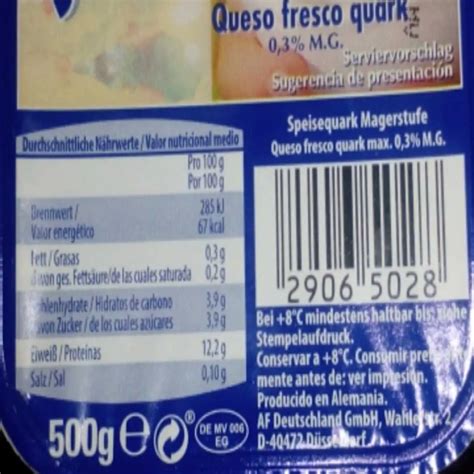 Queso fresco quark
0,3% M.G.
Serviervorschlag
Sugerencia de presentación
Speisequark Magerstufe
Queso fresco quark max. 0,3% M.G.
Durchschnittliche Nährwerte / Valor nutricional medio
Pro 100 g
Por 100 g
Brennwert / 285 kJ
Valor energético 67 kcal
Fett / Grasas 0,3 g
davon ges. Fettsäure/de las cuales saturada 0,2 g
Kohlenhydrate / Hidratos de carbono 3,9 g
davon Zucker / de los cuales azúcares 3,9 g
Eiweiß / Proteinas 12,2 g
Salz / Sal 0,10 g
2906 5028
Bei +8°C mindestens haltbar bis: siehe
Stempelaufdruck.
Conservar a +8°C. Consumir
mente antes de: ver impresión.
Producido en Alemania.
AF Deutschland GmbH, 2
D-40472 Düsseldorf
500g e
DE MV 006
EG